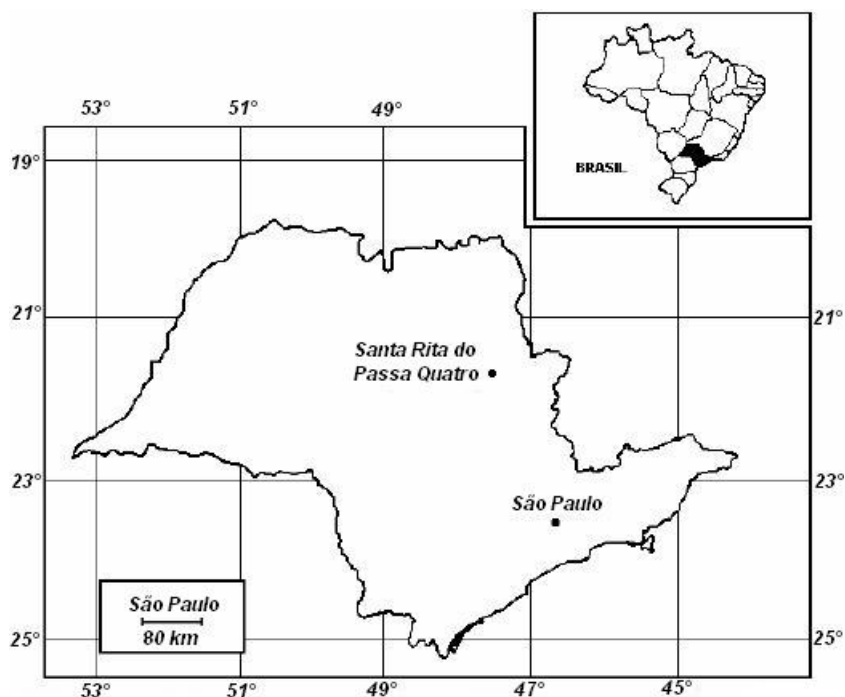 BRASIL
53°
51°
49°
19°
21°
21°
Santa Rita do
Passa Quatro
23°
23°
São Paulo
São Paulo
80 km
25°
25°
53°
51°
49°
47°
45°